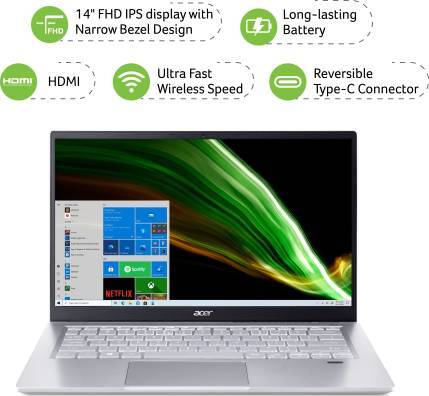 14" FHD IPS display with
Narrow Bezel Design
FHD
Long-lasting
Battery
HDMI
HDMI
Ultra Fast
Wireless Speed
Reversible
Type-C Connector
Spotify
NETFLIX
acer